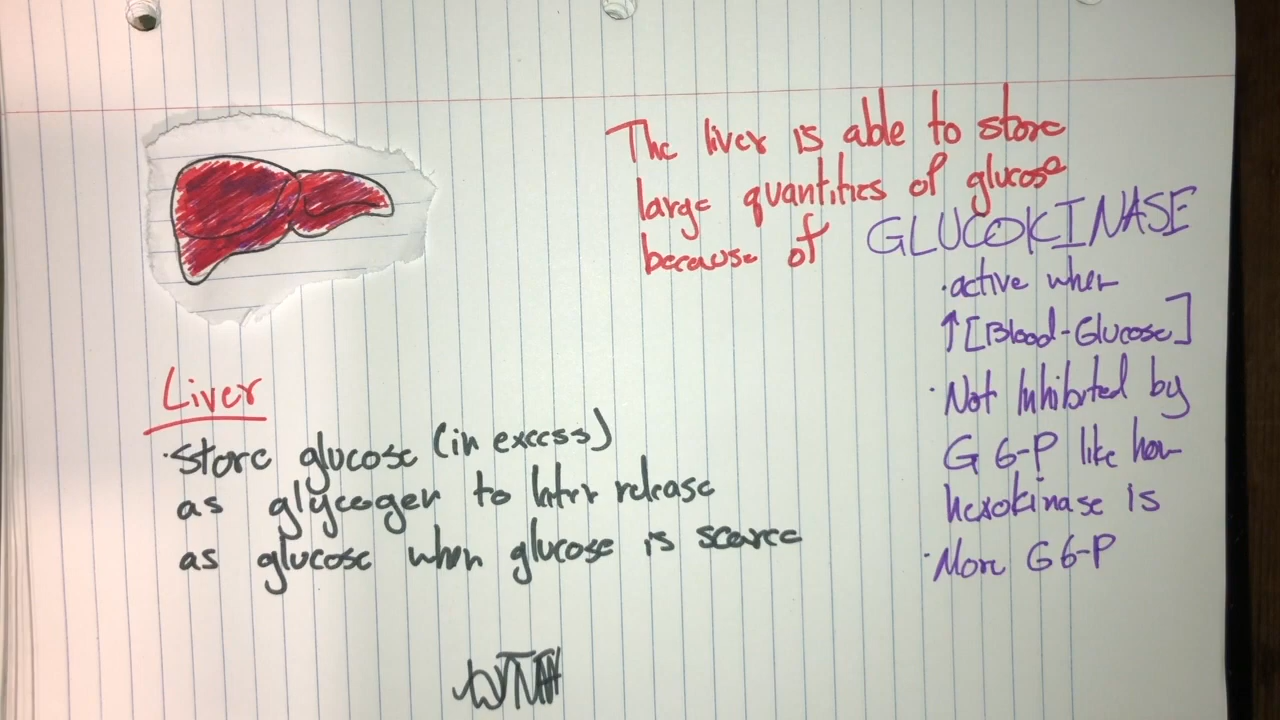 The liver is able to store
large quantities of glucose
because of GLUCOKINASE
·active when
↑[Blood-Glucose]
·Not Inhibited by
G 6-P like how
hexokinase is
·More G6-P
Liver
·store glucose (in excess)
as glycogen to later release
as glucose when glucose is scarce